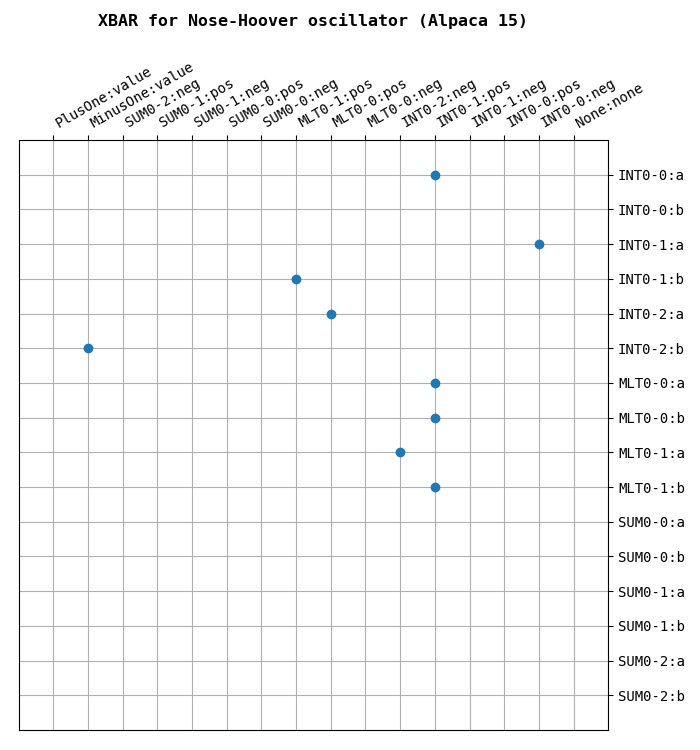 XBAR for Nose-Hoover oscillator (Alpaca 15)
PlusOne:value
MinusOne:value
SUM0-2:neg
SUM0-1:pos
SUM0-1:neg
SUM0-0:pos
SUM0-0:neg
MLT0-1:pos
MLT0-0:pos
MLT0-0:neg
INT0-2:neg
INT0-1:pos
INT0-1:neg
INT0-0:pos
INT0-0:neg
None:none
INT0-0:a
INT0-0:b
INT0-1:a
INT0-1:b
INT0-2:a
INT0-2:b
MLT0-0:a
MLT0-0:b
MLT0-1:a
MLT0-1:b
SUM0-0:a
SUM0-0:b
SUM0-1:a
SUM0-1:b
SUM0-2:a
SUM0-2:b